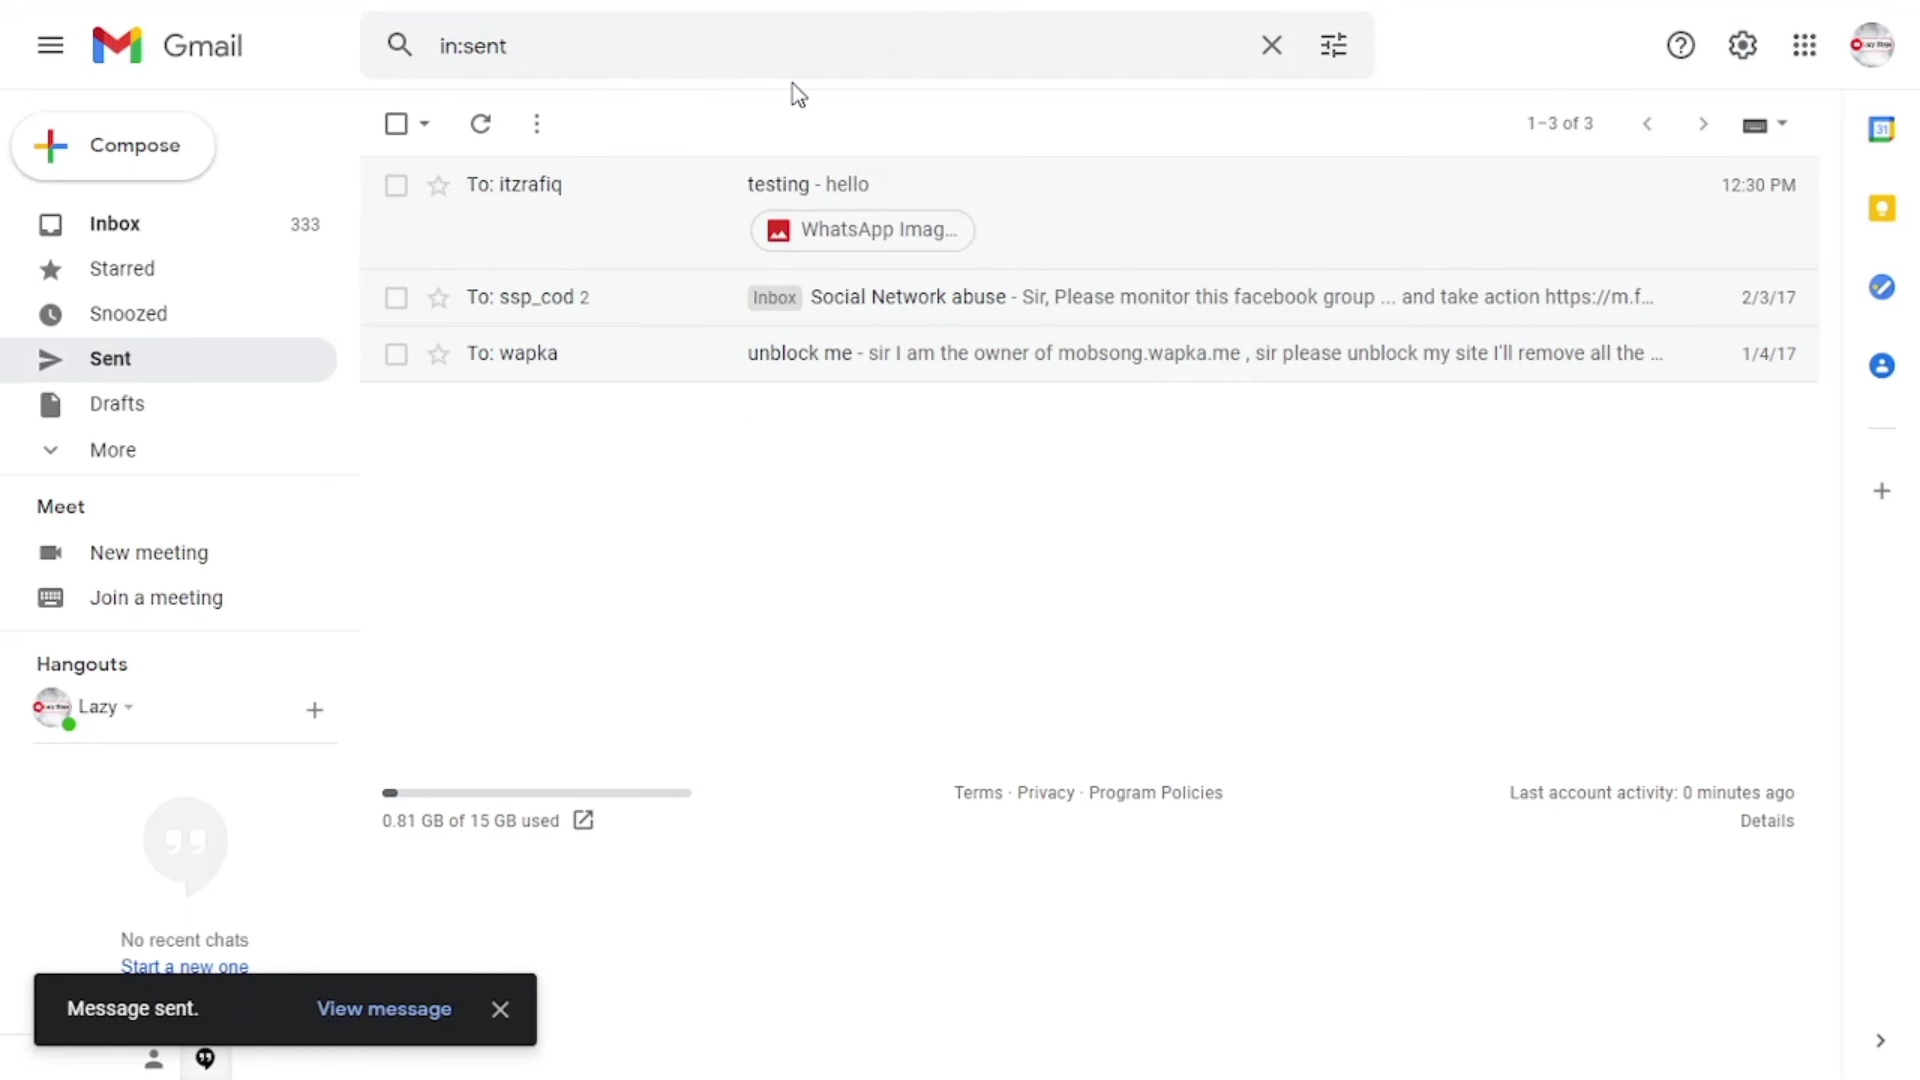 Gmail
in:sent
Compose
1–3 of 3
31
Inbox 333
Starred
Snoozed
Sent
Drafts
More
To: itzrafiq testing - hello 12:30 PM
WhatsApp Imag...
To: ssp_cod 2 Inbox Social Network abuse - Sir, Please monitor this facebook group ... and take action https://m.f... 2/3/17
To: wapka unblock me - sir I am the owner of mobsong.wapka.me , sir please unblock my site I'll remove all the ... 1/4/17
Meet
New meeting
Join a meeting
Hangouts
Lazy
No recent chats
Start a new one
0.81 GB of 15 GB used
Terms · Privacy · Program Policies
Last account activity: 0 minutes ago
Details
Message sent. View message